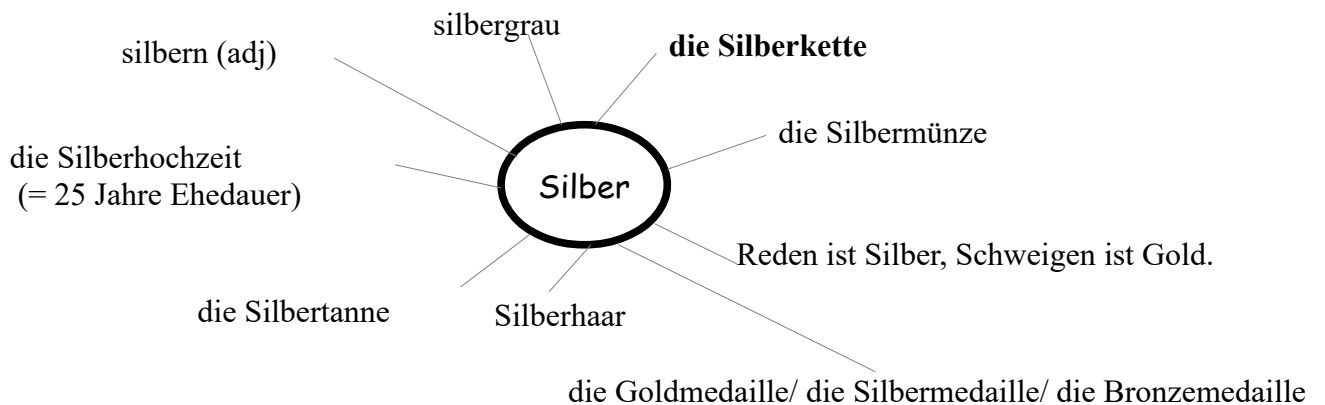 silbergrau
silbern (adj)
die Silberkette
die Silbermünze
die Silberhochzeit
(= 25 Jahre Ehedauer)
Silber
Reden ist Silber, Schweigen ist Gold.
die Silbertanne
Silberhaar
die Goldmedaille/ die Silbermedaille/ die Bronzemedaille